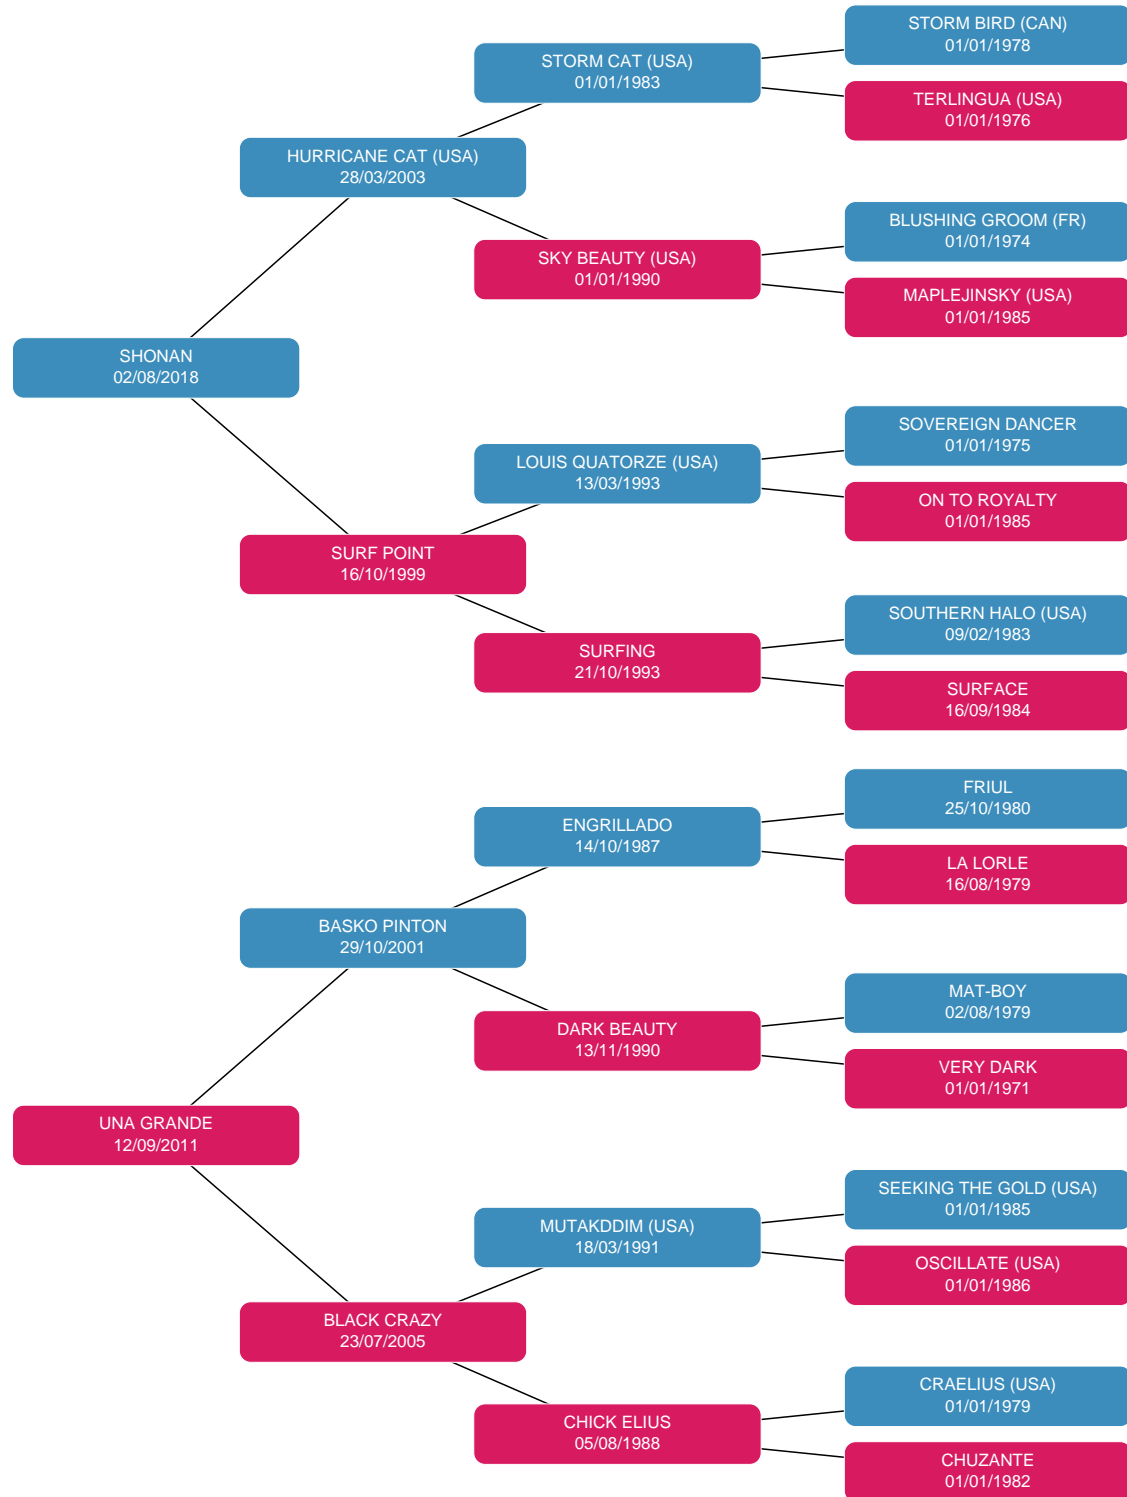 STORM BIRD (CAN)
01/01/1978
STORM CAT (USA)
01/01/1983
TERLINGUA (USA)
01/01/1976
HURRICANE CAT (USA)
28/03/2003
BLUSHING GROOM (FR)
01/01/1974
SKY BEAUTY (USA)
01/01/1990
MAPLEJINSKY (USA)
01/01/1985
SHONAN
02/08/2018
SOVEREIGN DANCER
01/01/1975
LOUIS QUATORZE (USA)
13/03/1993
ON TO ROYALTY
01/01/1985
SURF POINT
16/10/1999
SOUTHERN HALO (USA)
09/02/1983
SURFING
21/10/1993
SURFACE
16/09/1984
FRIUL
25/10/1980
ENGRILLADO
14/10/1987
LA LORLE
16/08/1979
BASKO PINTON
29/10/2001
MAT-BOY
02/08/1979
DARK BEAUTY
13/11/1990
VERY DARK
01/01/1971
UNA GRANDE
12/09/2011
SEEKING THE GOLD (USA)
01/01/1985
MUTAKDDIM (USA)
18/03/1991
OSCILLATE (USA)
01/01/1986
BLACK CRAZY
23/07/2005
CRAELIUS (USA)
01/01/1979
CHICK ELIUS
05/08/1988
CHUZANTE
01/01/1982